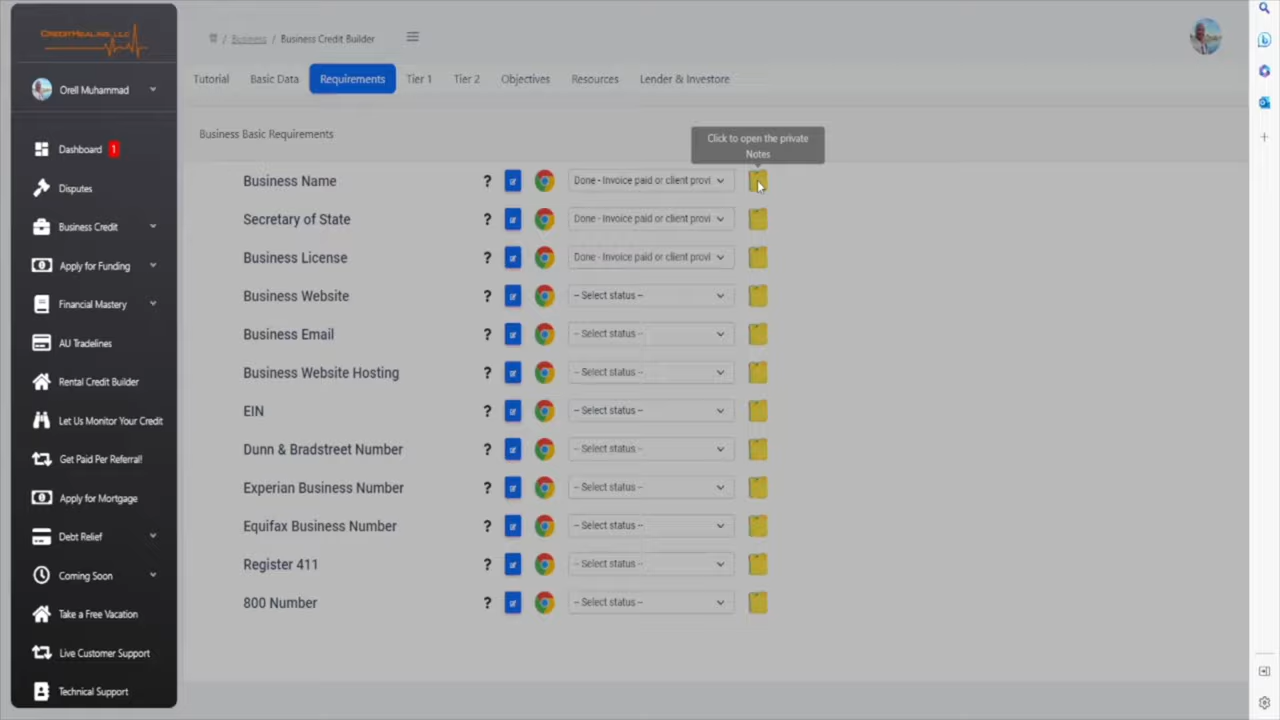 CREDITHEALING, LLC
Orell Muhammad
Dashboard 1
Disputes
Business Credit
Apply for Funding
Financial Mastery
AU Tradelines
Rental Credit Builder
Let Us Monitor Your Credit
Get Paid Per Referral!
Apply for Mortgage
Debt Relief
Coming Soon
Take a Free Vacation
Live Customer Support
Technical Support
/ Business / Business Credit Builder
Tutorial Basic Data Requirements Tier 1 Tier 2 Objectives Resources Lender & Investore
Business Basic Requirements
Click to open the private
Notes
Business Name ? Done - Invoice paid or client provi
Secretary of State ? Done - Invoice paid or client provi
Business License ? Done - Invoice paid or client provi
Business Website ? -- Select status --
Business Email ? -- Select status --
Business Website Hosting ? -- Select status --
EIN ? -- Select status --
Dunn & Bradstreet Number ? -- Select status --
Experian Business Number ? -- Select status --
Equifax Business Number ? -- Select status --
Register 411 ? -- Select status --
800 Number ? -- Select status --